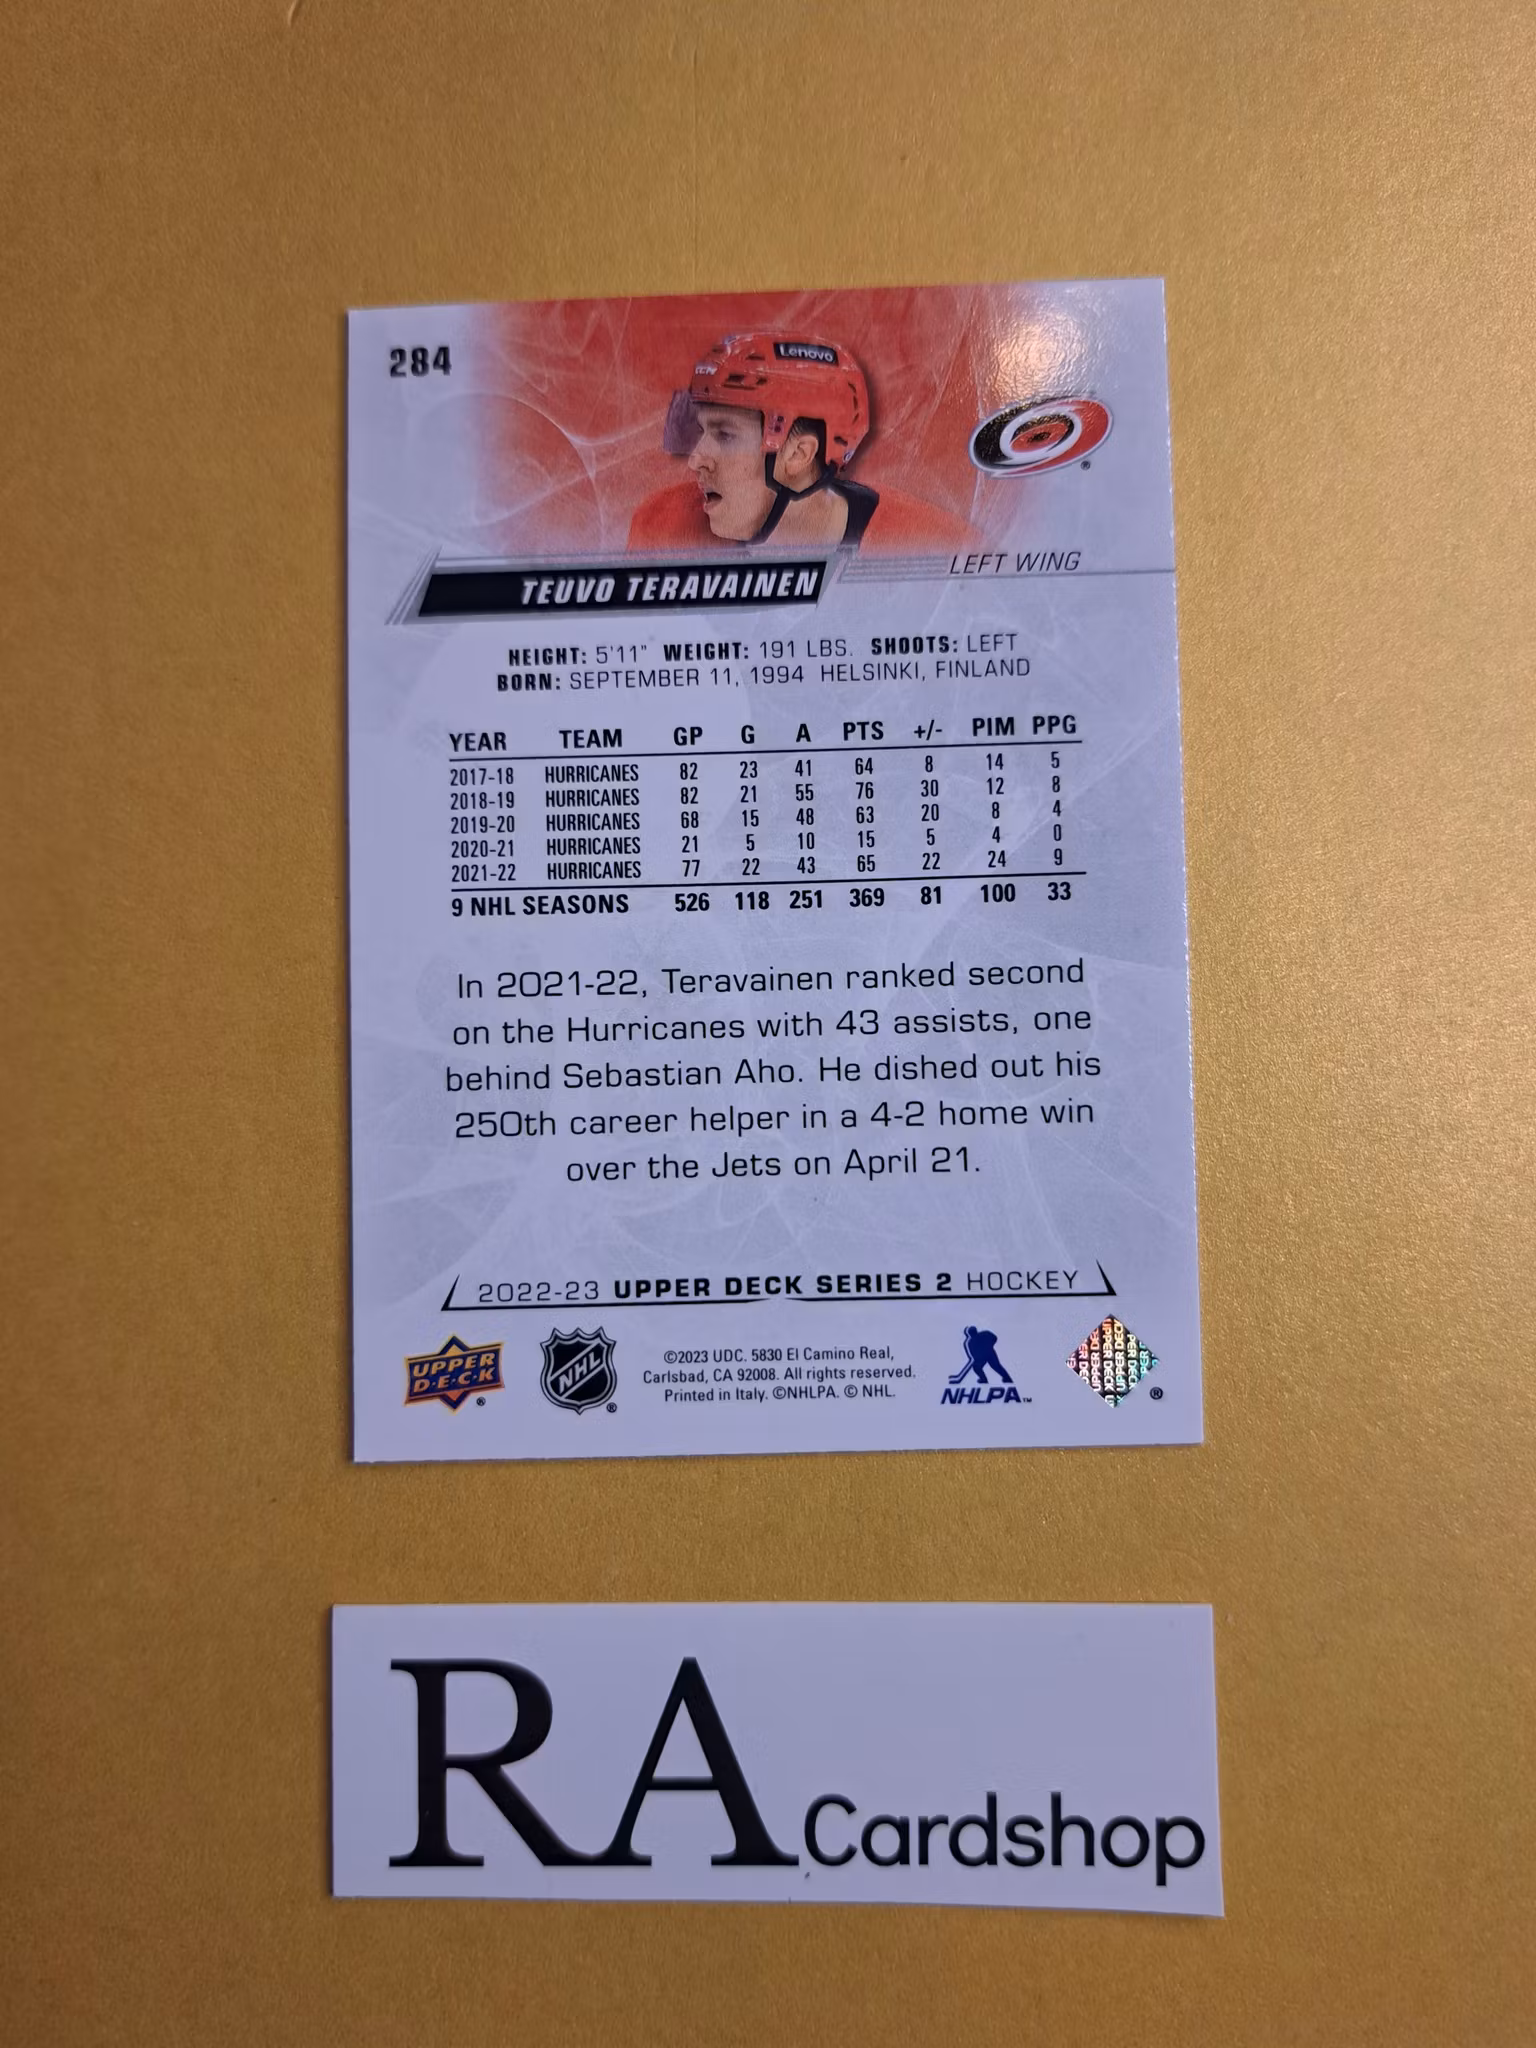 284
Lenovo
CCM
TEUVO TERAVAINEN
LEFT WING
HEIGHT: 5'11" WEIGHT: 191 LBS. SHOOTS: LEFT
BORN: SEPTEMBER 11, 1994 HELSINKI, FINLAND
YEAR TEAM GP G A PTS +/- PIM PPG
2017-18 HURRICANES 82 23 41 64 8 14 5
2018-19 HURRICANES 82 21 55 76 30 12 8
2019-20 HURRICANES 68 15 48 63 20 8 4
2020-21 HURRICANES 21 5 10 15 5 4 0
2021-22 HURRICANES 77 22 43 65 22 24 9
9 NHL SEASONS 526 118 251 369 81 100 33
In 2021-22, Teravainen ranked second
on the Hurricanes with 43 assists, one
behind Sebastian Aho. He dished out his
250th career helper in a 4-2 home win
over the Jets on April 21.
2022-23 UPPER DECK SERIES 2 HOCKEY
UPPER
D·E·C·K
®
NHL
®
©2023 UDC. 5830 El Camino Real,
Carlsbad, CA 92008. All rights reserved.
Printed in Italy. ©NHLPA. © NHL.
NHLPA™
UPPER DECK
®
RA Cardshop